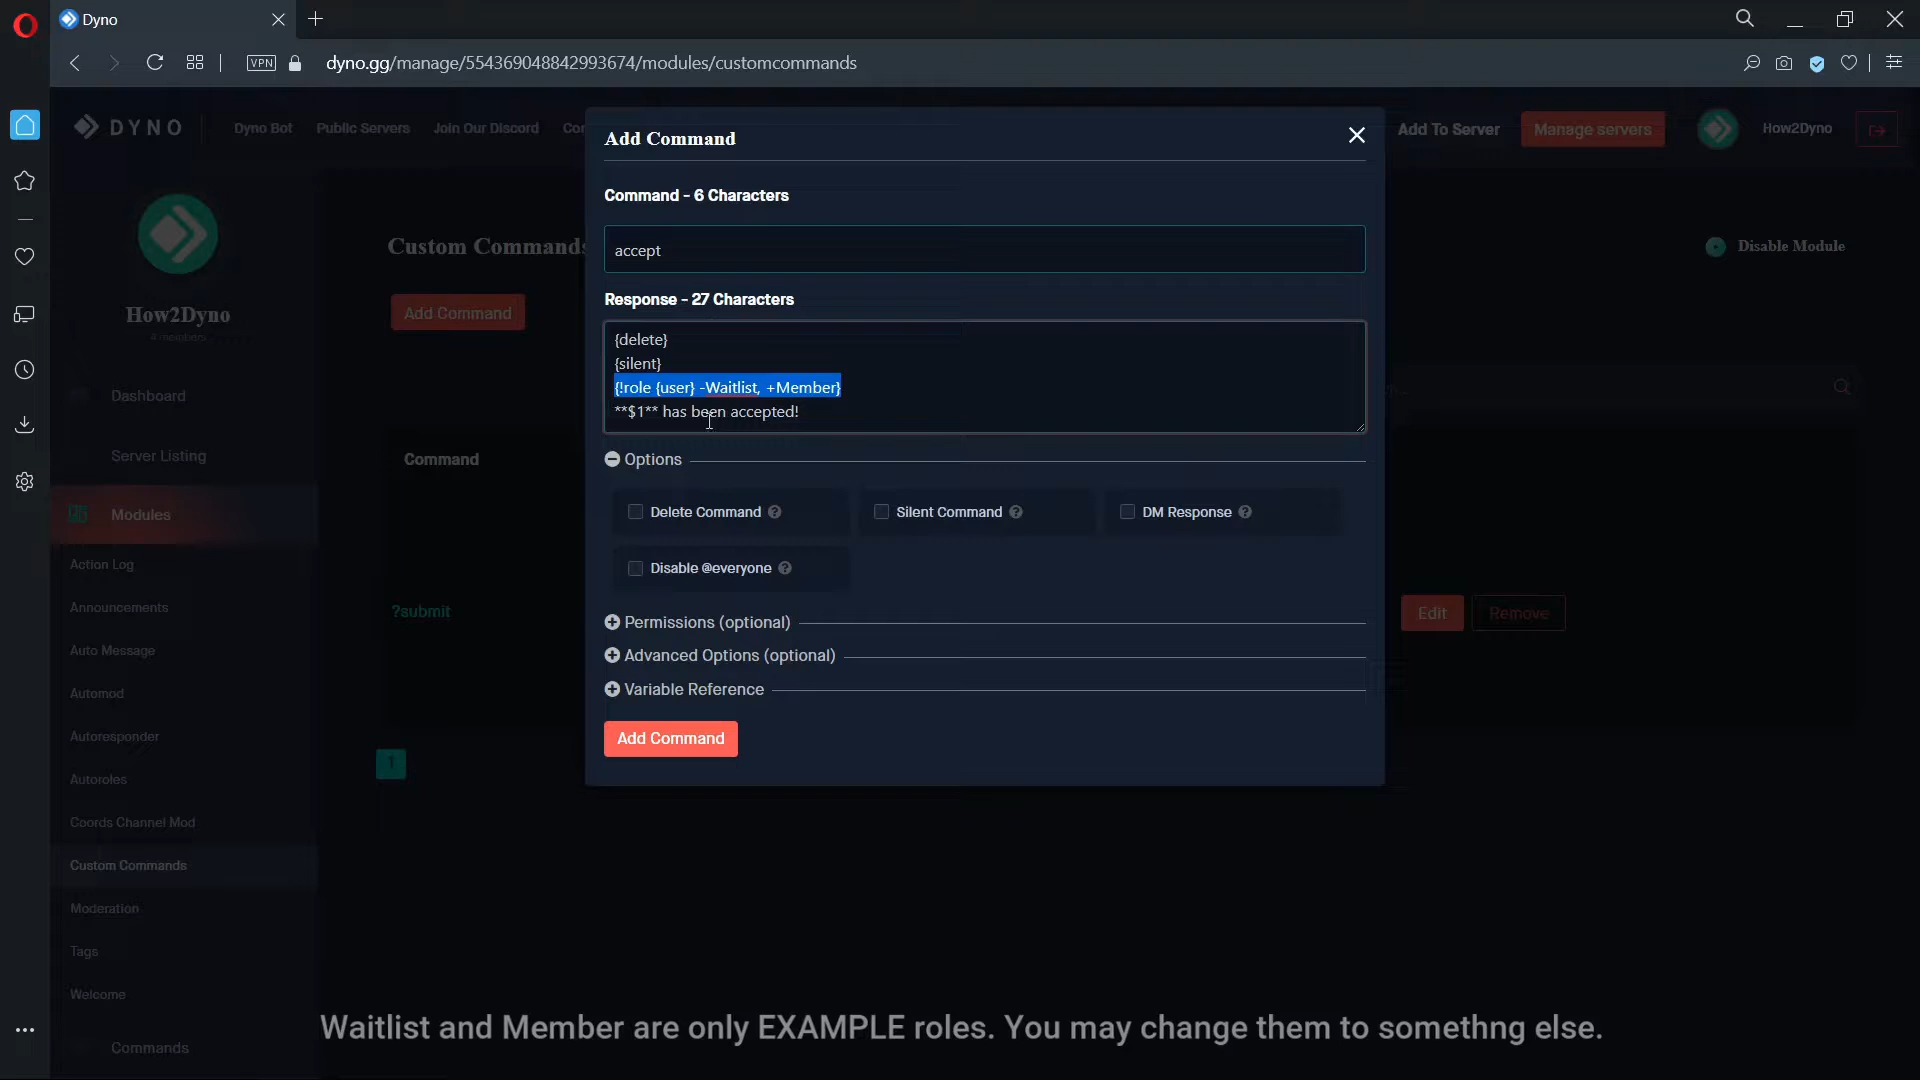 Dyno
VPN
dyno.gg/manage/554369048842993674/modules/customcommands
DYNO
Dyno Bot
Public Servers
Join Our Discord
Add To Server
Manage servers
How2Dyno
How2Dyno
4 members
Dashboard
Server Listing
Modules
Action Log
Announcements
Auto Message
Automod
Autoresponder
Autoroles
Coords Channel Mod
Custom Commands
Moderation
Tags
Welcome
Commands
Custom Commands
Disable Module
Add Command
Command
?submit
Edit
Remove
1
Add Command
Command - 6 Characters
accept
Response - 27 Characters
{delete}
{silent}
{!role {user} -Waitlist, +Member}
**$1** has been accepted!
Options
Delete Command ?
Silent Command ?
DM Response ?
Disable @everyone ?
Permissions (optional)
Advanced Options (optional)
Variable Reference
Add Command
Waitlist and Member are only EXAMPLE roles. You may change them to somethng else.